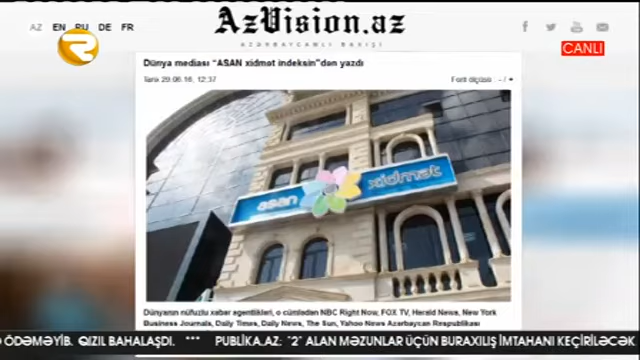 AzVision.az
AZ EN RU DE FR
AZƏRBAYCANLI BAXIŞI
R
CANLI
Dünya mediası "ASAN xidmət indeksin"dən yazdı
Tarix 29.06.16, 12:37
Font ölçüsü - / +
asan xidmət
Dünyanın nüfuzlu xəbər agentlikləri, o cümlədən NBC Right Now, FOX TV, Herald News, New York
Business Journals, Daily Times, Daily News, The Sun, Yahoo News Azərbaycan Respublikası
ÖDƏMƏYİB. QIZIL BAHALAŞDI. *** PUBLIKA.AZ: "2" ALAN MƏZUNLAR ÜÇÜN BURAXILIŞ İMTAHANI KEÇİRİLƏCƏK